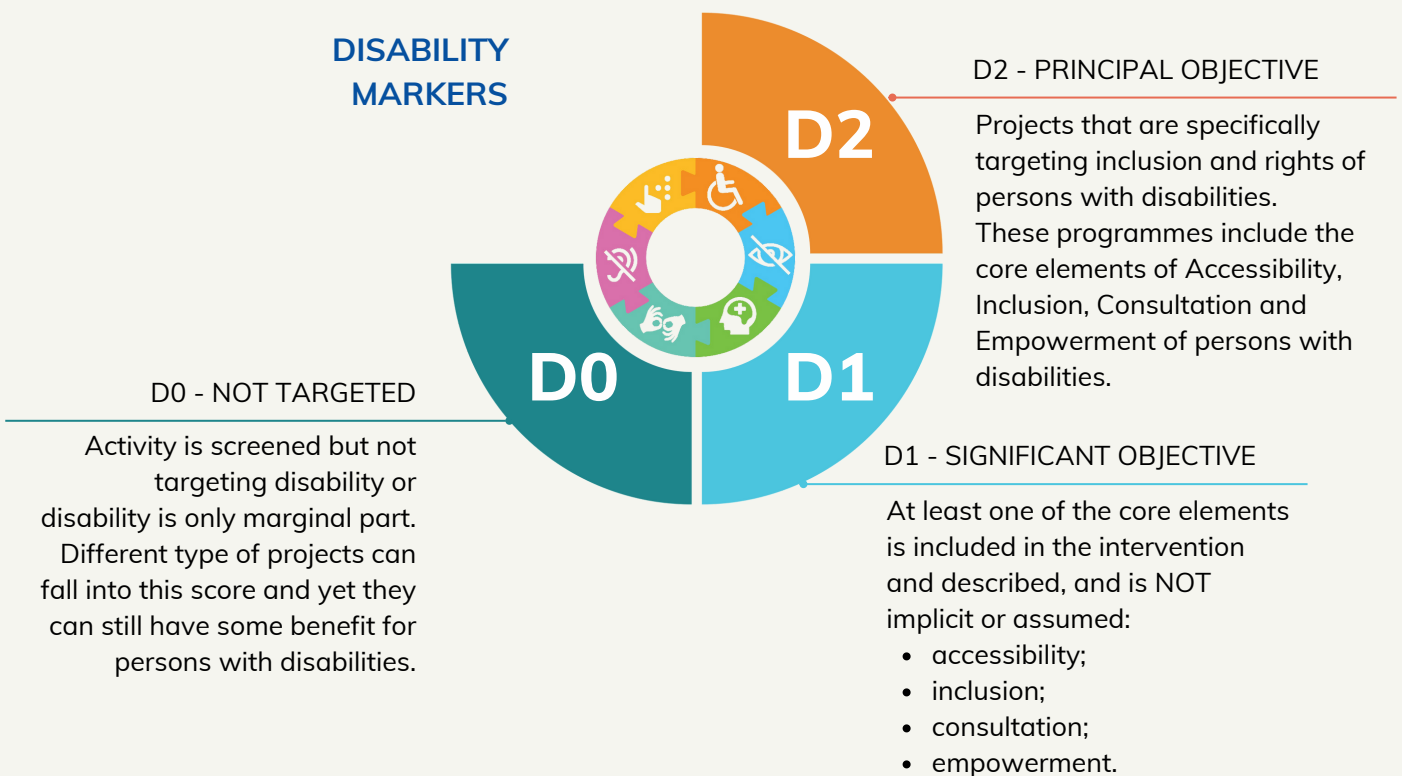 DISABILITY
MARKERS
D2
D2 - PRINCIPAL OBJECTIVE
Projects that are specifically
targeting inclusion and rights of
persons with disabilities.
These programmes include the
core elements of Accessibility,
Inclusion, Consultation and
Empowerment of persons with
disabilities.
D1
D1 - SIGNIFICANT OBJECTIVE
At least one of the core elements
is included in the intervention
and described, and is NOT
implicit or assumed:
• accessibility;
• inclusion;
• consultation;
• empowerment.
D0
D0 - NOT TARGETED
Activity is screened but not
targeting disability or
disability is only marginal part.
Different type of projects can
fall into this score and yet they
can still have some benefit for
persons with disabilities.